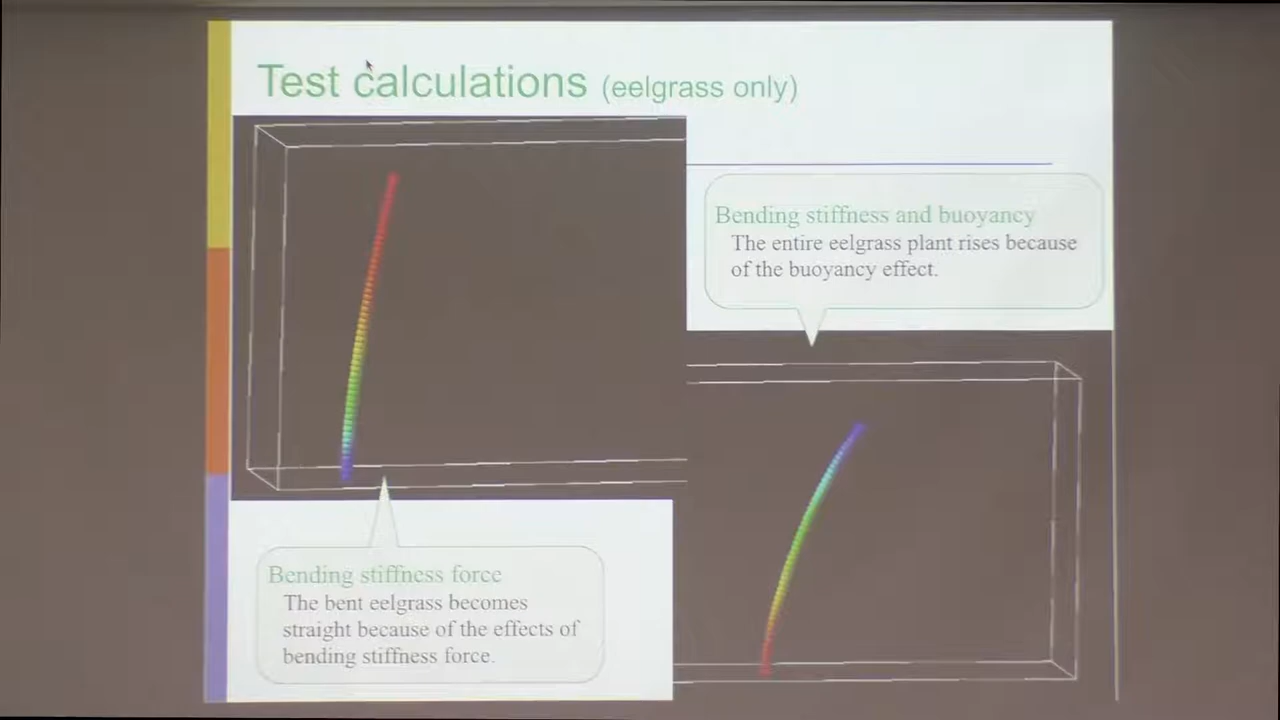 Test calculations (eelgrass only)
Bending stiffness and buoyancy
The entire eelgrass plant rises because
of the buoyancy effect.
Bending stiffness force
The bent eelgrass becomes
straight because of the effects of
bending stiffness force.